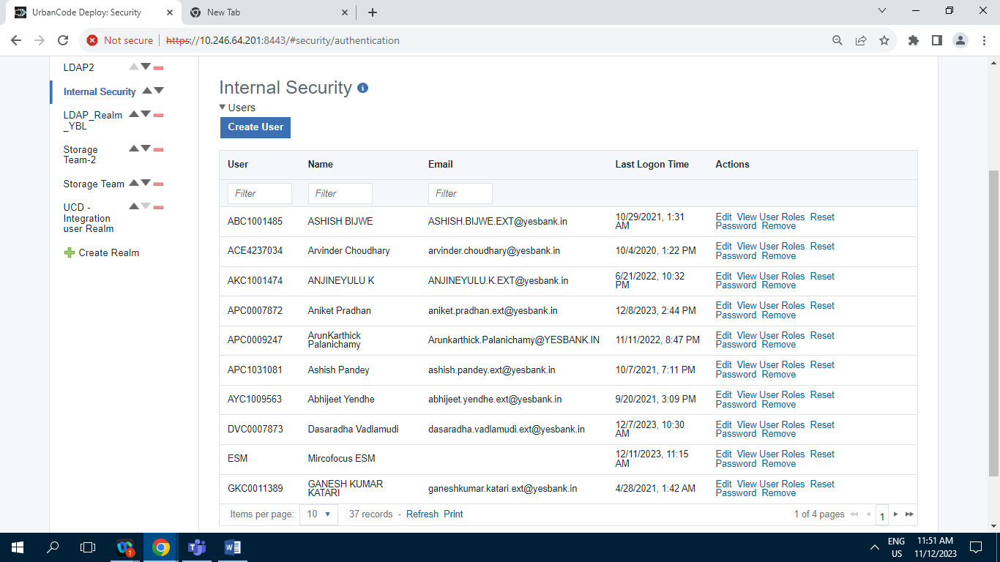 UrbanCode Deploy: Security
New Tab
Not secure
https://10.246.64.201:8443/#security/authentication
LDAP2
Internal Security
LDAP_Realm
_YBL
Storage
Team-2
Storage Team
UCD -
Integration
user Realm
Create Realm
Internal Security
Users
Create User
User Name Email Last Logon Time Actions
Filter Filter Filter
ABC1001485 ASHISH BIJWE ASHISH.BIJWE.EXT@yesbank.in 10/29/2021, 1:31 AM Edit View User Roles Reset Password Remove
ACE4237034 Arvinder Choudhary arvinder.choudhary@yesbank.in 10/4/2020, 1:22 PM Edit View User Roles Reset Password Remove
AKC1001474 ANJINEYULU K ANJINEYULU.K.EXT@yesbank.in 6/21/2022, 10:32 PM Edit View User Roles Reset Password Remove
APC0007872 Aniket Pradhan aniket.pradhan.ext@yesbank.in 12/8/2023, 2:44 PM Edit View User Roles Reset Password Remove
APC0009247 ArunKarthick Palanichamy Arunkarthick.Palanichamy@YESBANK.IN 11/11/2022, 8:47 PM Edit View User Roles Reset Password Remove
APC1031081 Ashish Pandey ashish.pandey.ext@yesbank.in 10/7/2021, 7:11 PM Edit View User Roles Reset Password Remove
AYC1009563 Abhijeet Yendhe abhijeet.yendhe.ext@yesbank.in 9/20/2021, 3:09 PM Edit View User Roles Reset Password Remove
DVC0007873 Dasaradha Vadlamudi dasaradha.vadlamudi.ext@yesbank.in 12/7/2023, 10:30 AM Edit View User Roles Reset Password Remove
ESM Mircofocus ESM 12/11/2023, 11:15 AM Edit View User Roles Reset Password Remove
GKC0011389 GANESH KUMAR KATARI ganeshkumar.katari.ext@yesbank.in 4/28/2021, 1:42 AM Edit View User Roles Reset Password Remove
Items per page: 10 37 records - Refresh Print 1 of 4 pages 1
1
ENG
US
11:51 AM
11/12/2023